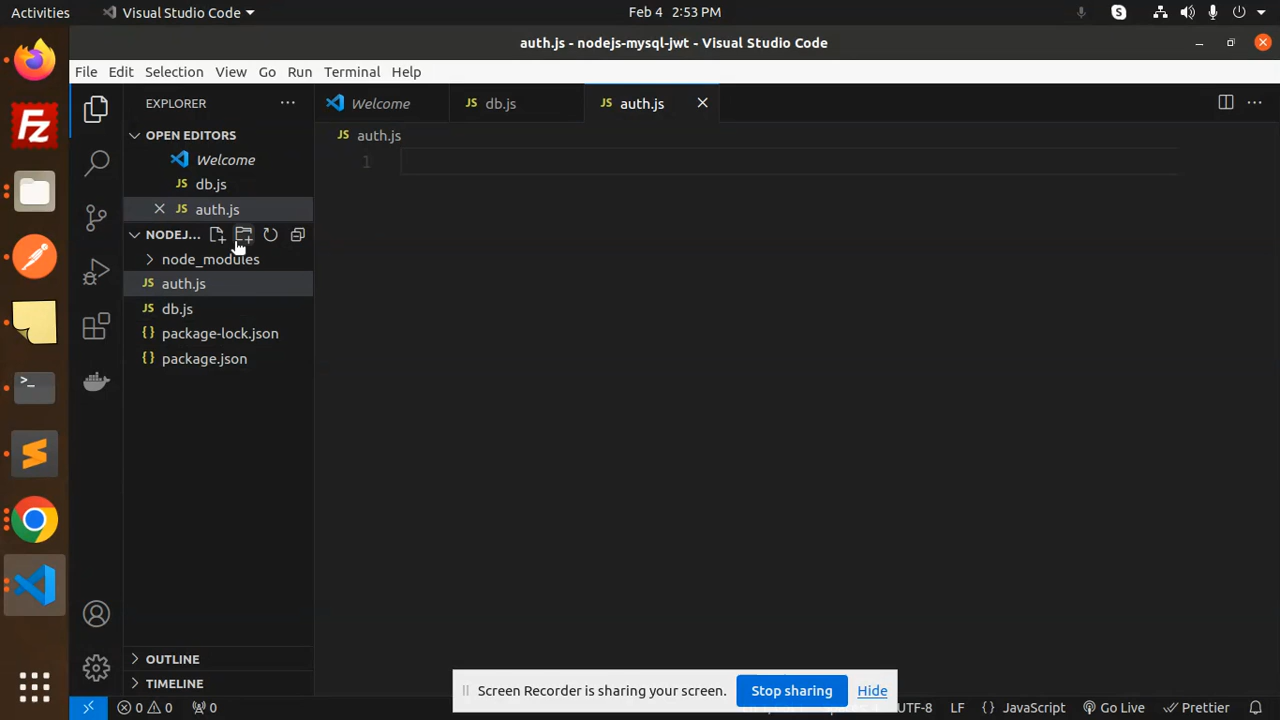 Activities
Visual Studio Code
Feb 4 2:53 PM
auth.js - nodejs-mysql-jwt - Visual Studio Code
File Edit Selection View Go Run Terminal Help
EXPLORER
Welcome
db.js
auth.js
OPEN EDITORS
Welcome
db.js
auth.js
NODEJ...
node_modules
auth.js
db.js
package-lock.json
package.json
OUTLINE
TIMELINE
auth.js
1
Screen Recorder is sharing your screen.
Stop sharing
Hide
0 0 0
UTF-8 LF JavaScript Go Live Prettier